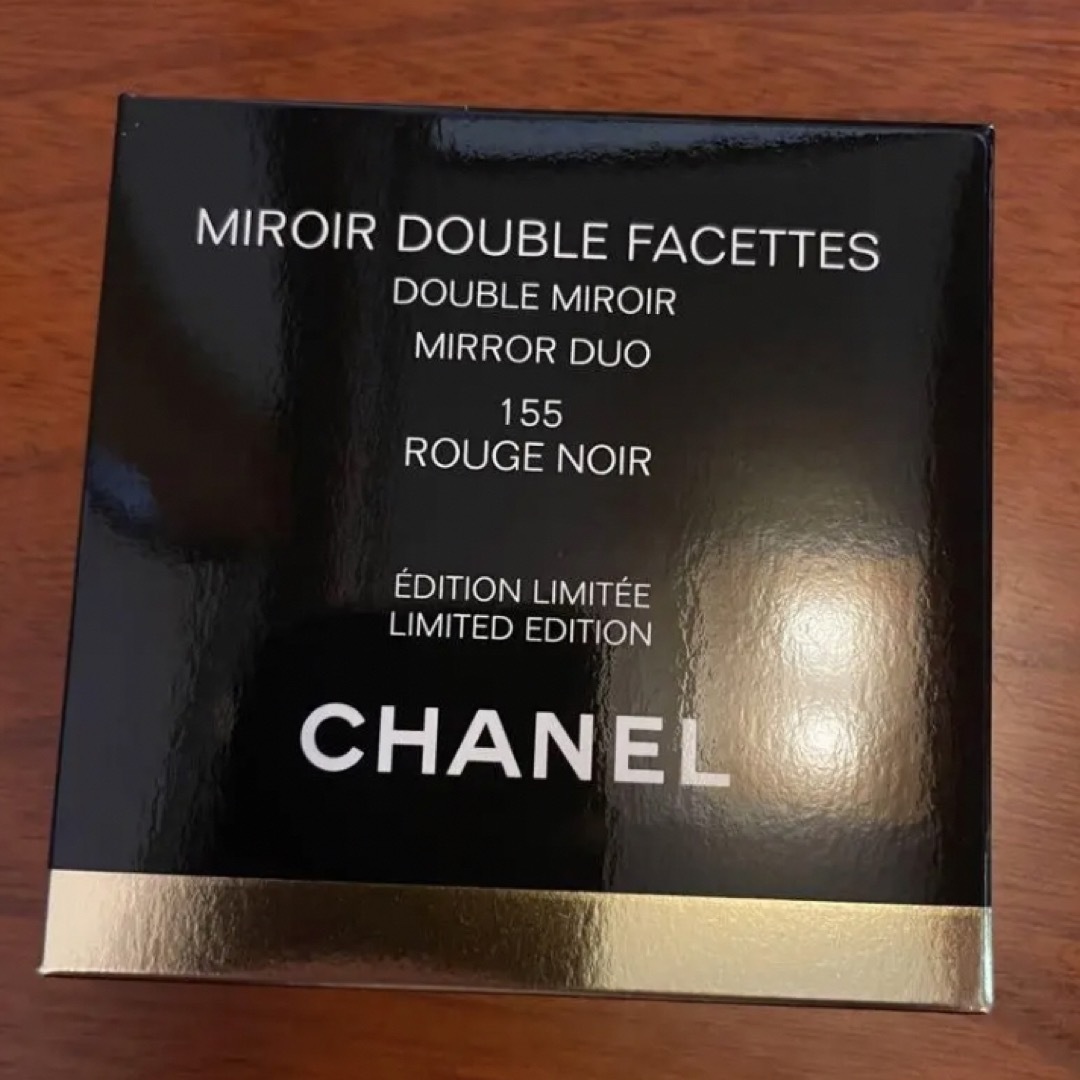 MIROIR DOUBLE FACETTES
DOUBLE MIROIR
MIRROR DUO
155
ROUGE NOIR
ÉDITION LIMITÉE
LIMITED EDITION
CHANEL